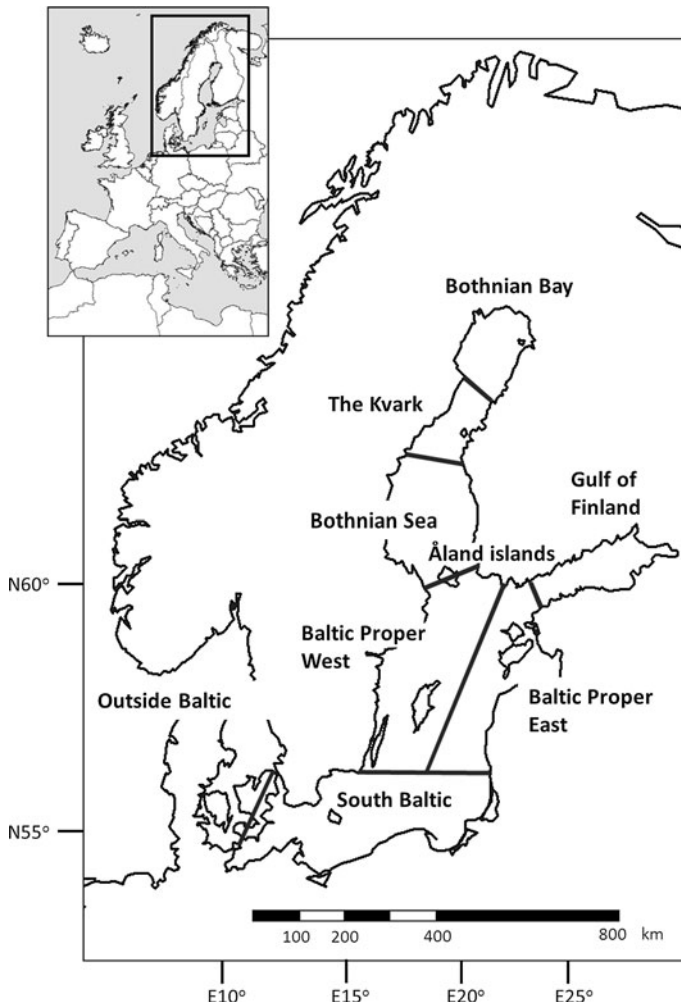 Bothnian Bay
The Kvark
Gulf of
Finland
Bothnian Sea
Åland islands
N60°
Baltic Proper
West
Outside Baltic
Baltic Proper
East
South Baltic
N55°
100 200 400 800 km
E10° E15° E20° E25°